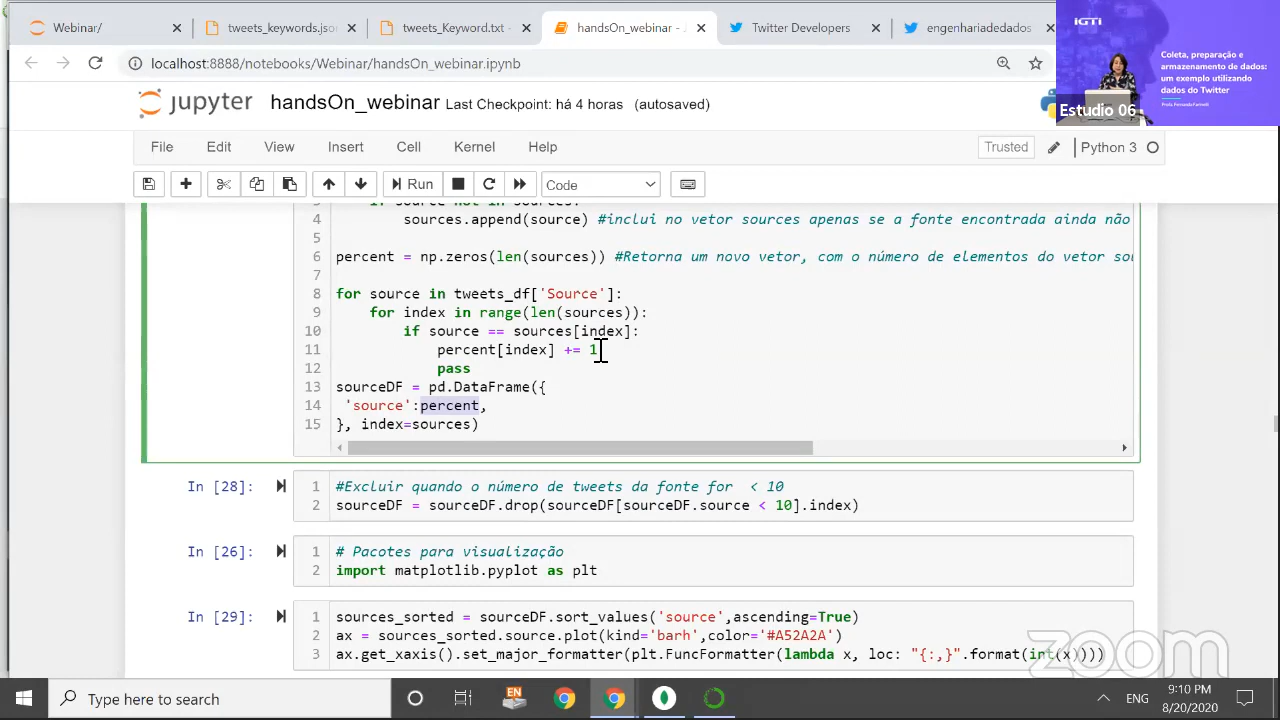 Webinar/
tweets_keywords.jso
tweets_Keyword.txt
handsOn_webinar - J
Twitter Developers
engenhariadedados
localhost:8888/notebooks/Webinar/handsOn_webinar.ipynb
IGTI
Coleta, preparação e
armazenamento de dados:
um exemplo utilizando
dados do Twitter
Profa. Fernanda Farinelli
Estudio 06
jupyter handsOn_webinar Last Checkpoint: há 4 horas (autosaved)
File Edit View Insert Cell Kernel Help Trusted Python 3
Run Code
4 sources.append(source) #inclui no vetor sources apenas se a fonte encontrada ainda não
5
6 percent = np.zeros(len(sources)) #Retorna um novo vetor, com o número de elementos do vetor sou
7
8 for source in tweets_df['Source']:
9 for index in range(len(sources)):
10 if source == sources[index]:
11 percent[index] += 1
12 pass
13 sourceDF = pd.DataFrame({
14 'source':percent,
15 }, index=sources)
In [28]:
1 #Excluir quando o número de tweets da fonte for < 10
2 sourceDF = sourceDF.drop(sourceDF[sourceDF.source < 10].index)
In [26]:
1 # Pacotes para visualização
2 import matplotlib.pyplot as plt
In [29]:
1 sources_sorted = sourceDF.sort_values('source',ascending=True)
2 ax = sources_sorted.source.plot(kind='barh',color='#A52A2A')
3 ax.get_xaxis().set_major_formatter(plt.FuncFormatter(lambda x, loc: "{:,}".format(int(x))))
zoom
Type here to search
EN
ENG
9:10 PM
8/20/2020